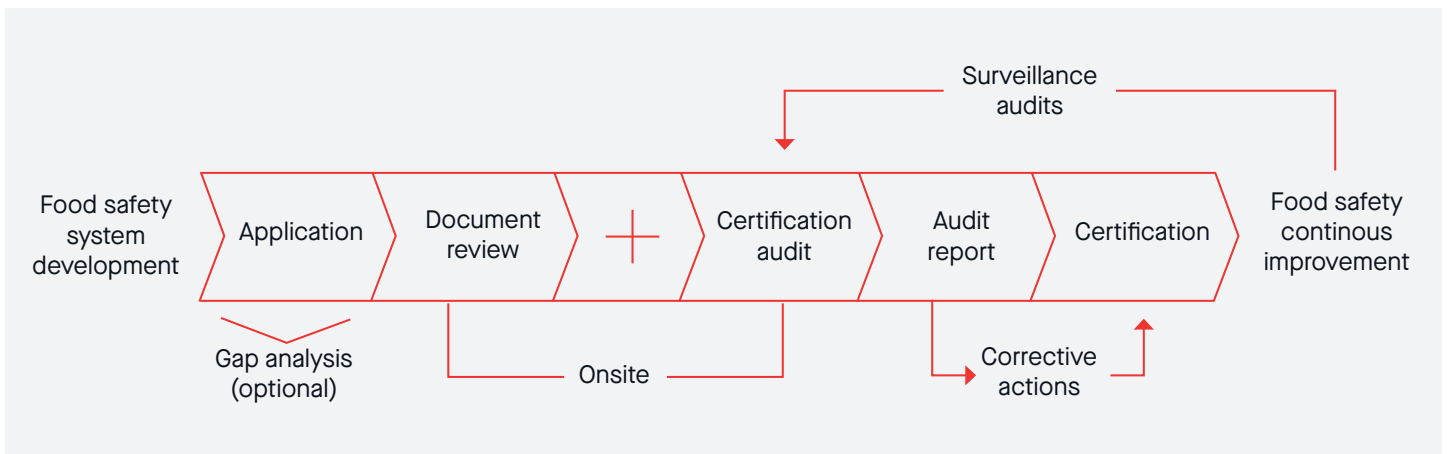 Surveillance
audits
Food safety
system
development
Application
Document
review
Certification
audit
Audit
report
Certification
Food safety
continous
improvement
Gap analysis
(optional)
Onsite
Corrective
actions